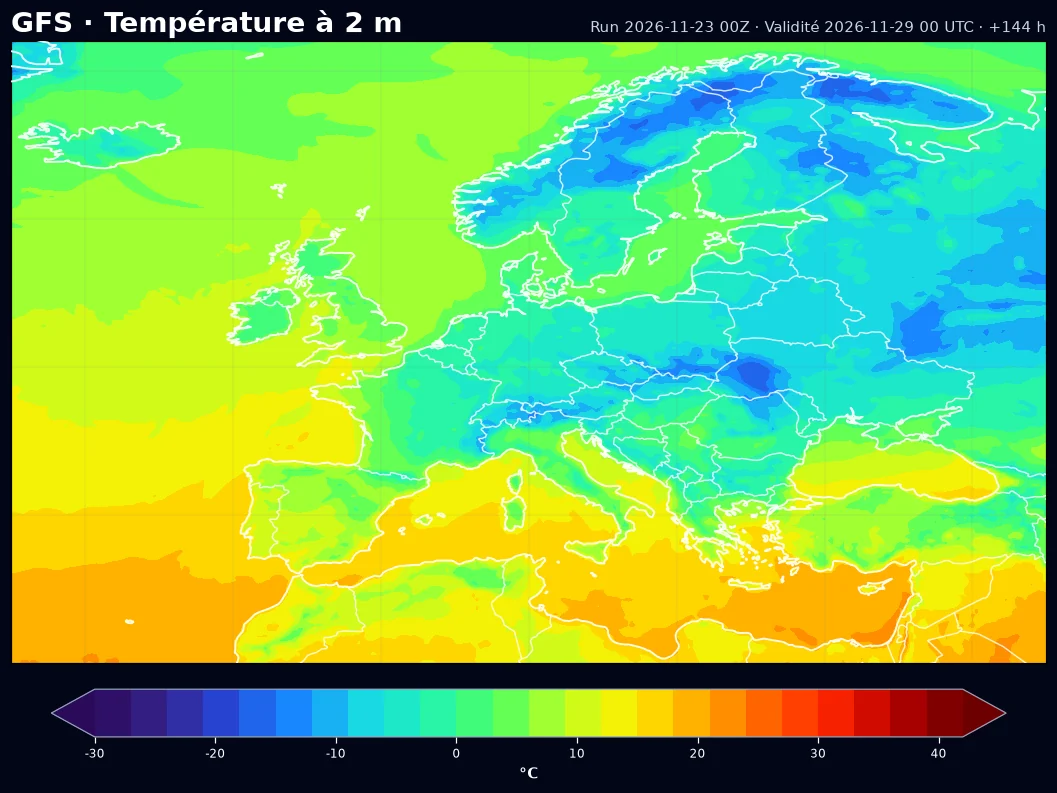 GFS · Température à 2 m
Run 2026-11-23 00Z · Validité 2026-11-29 00 UTC · +144 h
-30 -20 -10 0 10 20 30 40
°C